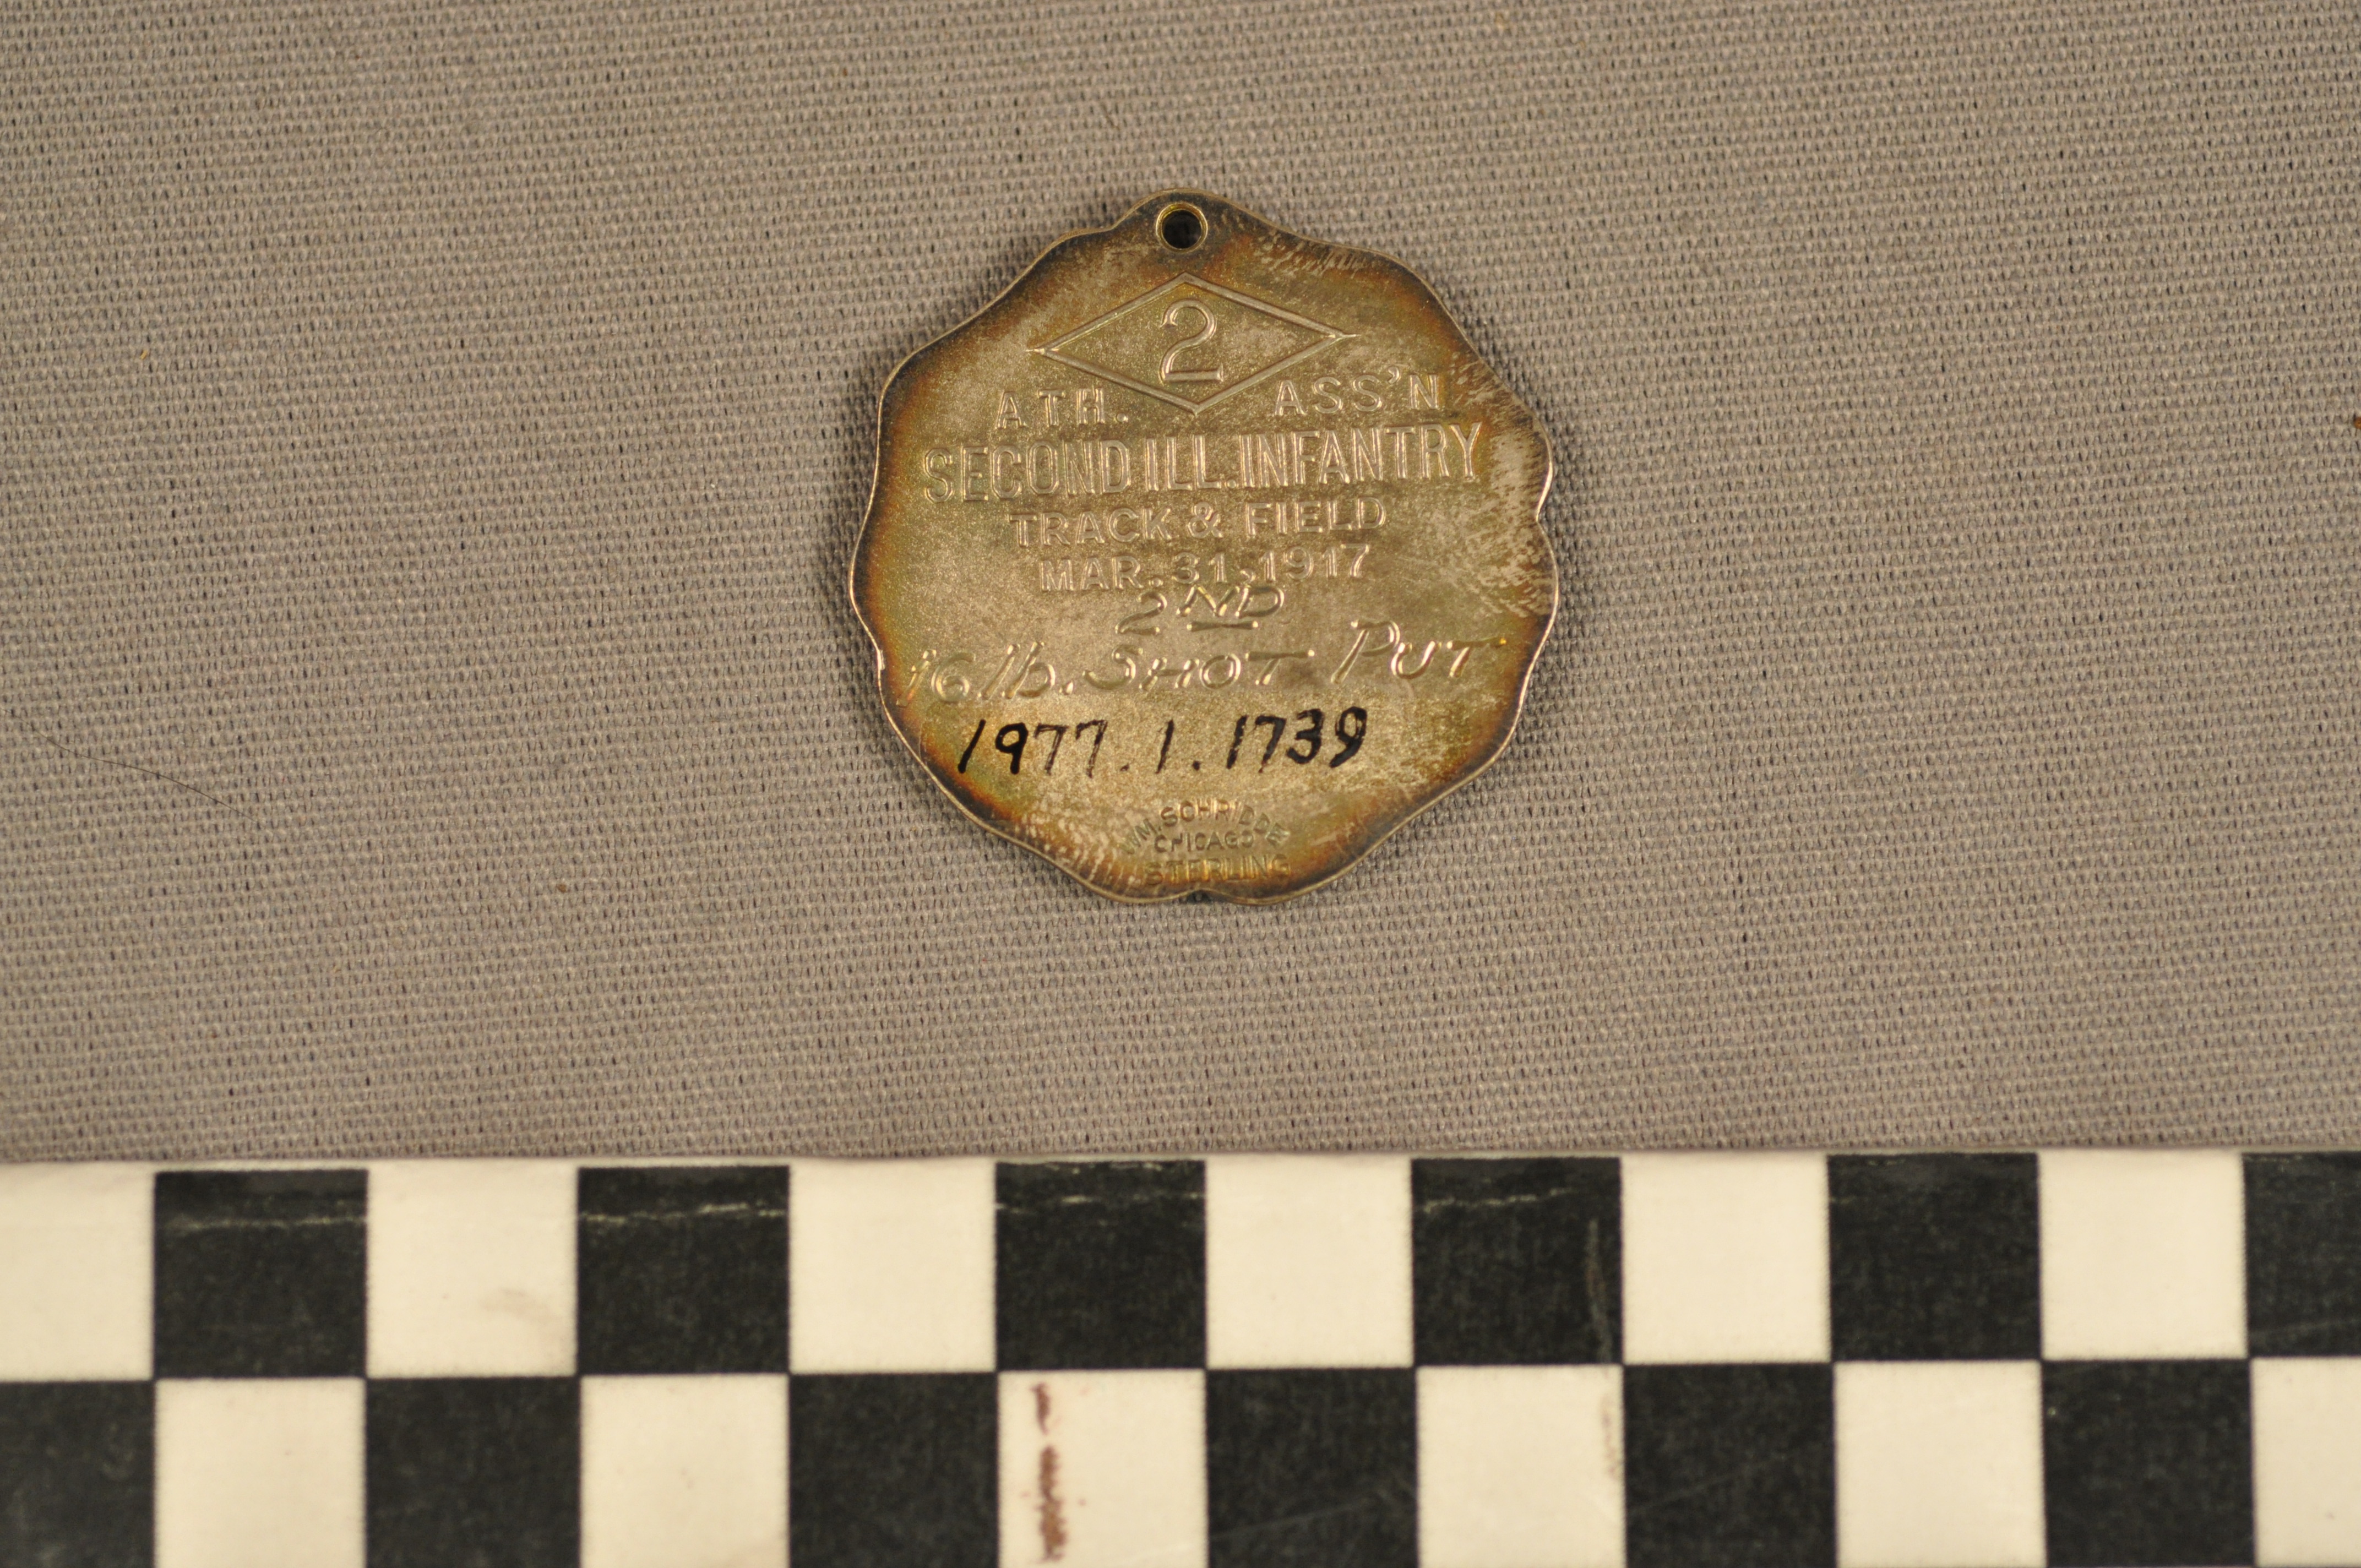 2
ATH. ASS'N
SECOND ILL. INFANTRY
TRACK & FIELD
MAR. 31, 1917
2ND
16 lb. SHOT PUT
1977.1.1739
CHICAGO
STERLING